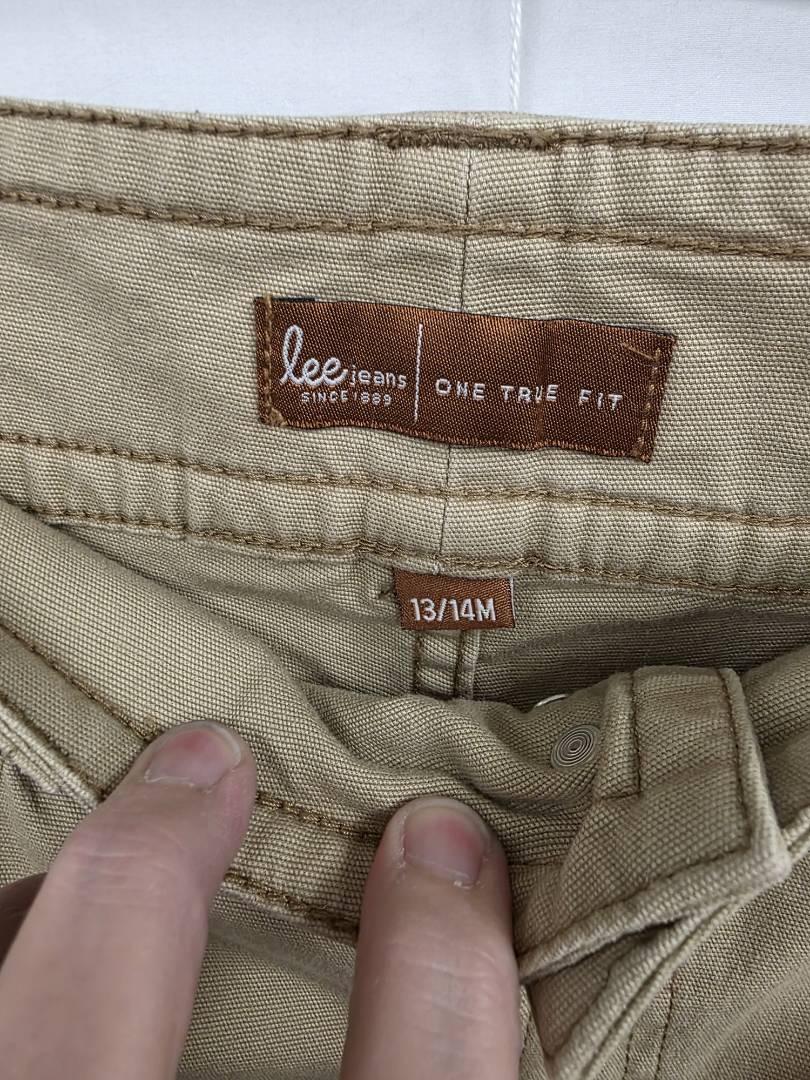 lee jeans
SINCE 1889
ONE TRUE FIT
13/14M